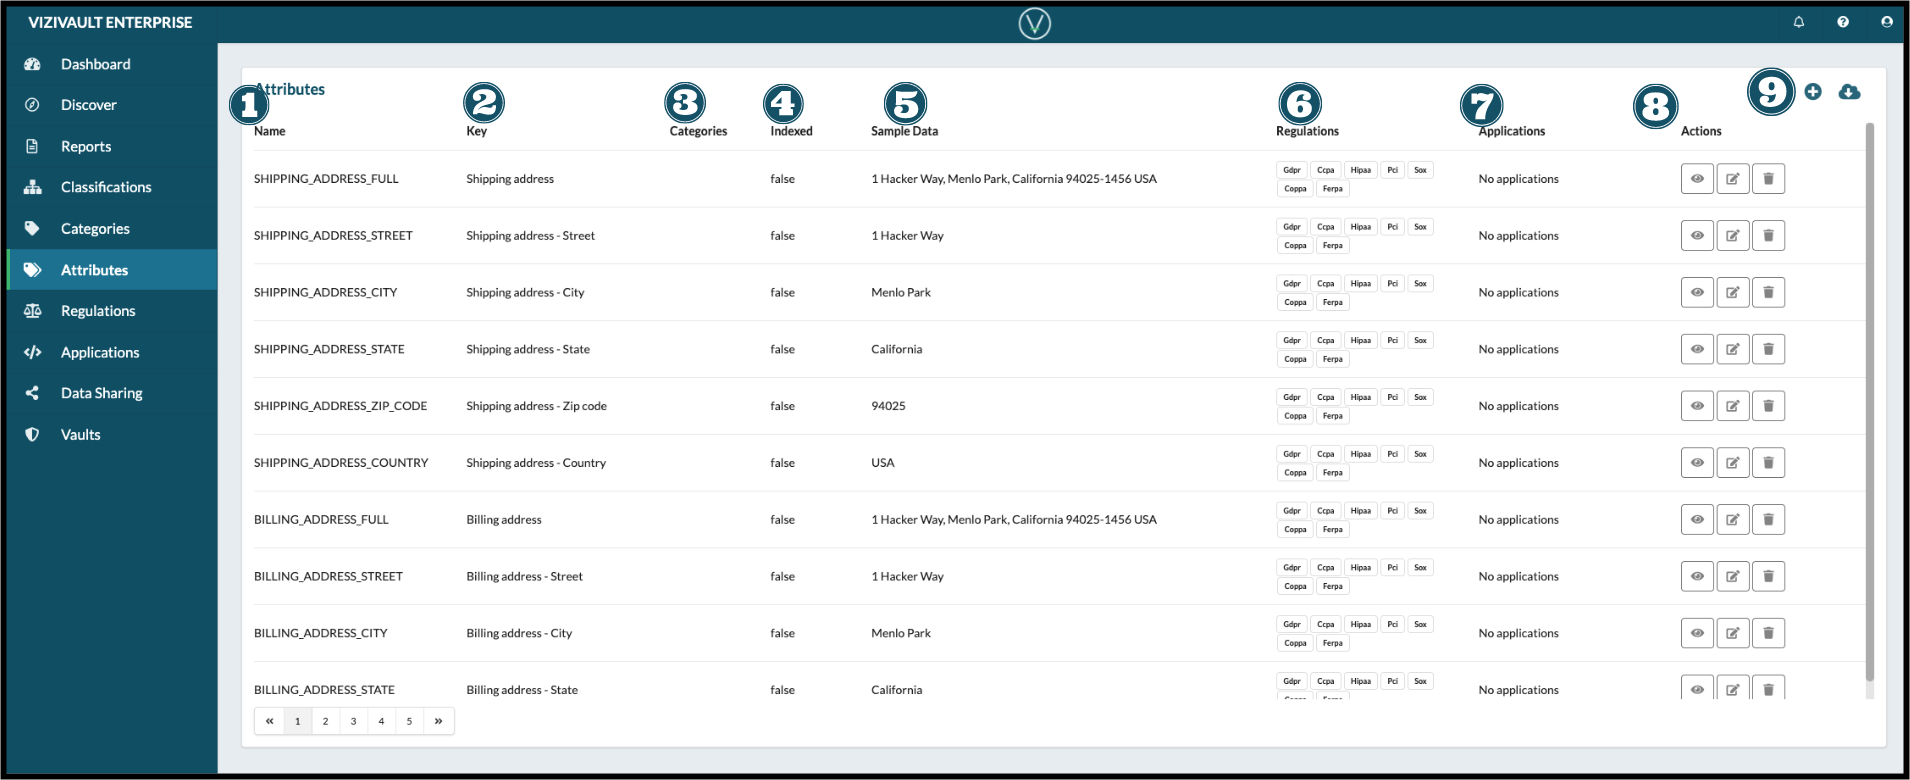 VIZIVAULT ENTERPRISE
V
Dashboard
Discover
Reports
Classifications
Categories
Attributes
Regulations
Applications
Data Sharing
Vaults
Attributes
1 2 3 4 5 6 7 8 9
Name Key Categories Indexed Sample Data Regulations Applications Actions
SHIPPING_ADDRESS_FULL Shipping address false 1 Hacker Way, Menlo Park, California 94025-1456 USA Gdpr Ccpa Hipaa Pci Sox No applications
Coppa Ferpa
SHIPPING_ADDRESS_STREET Shipping address - Street false 1 Hacker Way Gdpr Ccpa Hipaa Pci Sox No applications
Coppa Ferpa
SHIPPING_ADDRESS_CITY Shipping address - City false Menlo Park Gdpr Ccpa Hipaa Pci Sox No applications
Coppa Ferpa
SHIPPING_ADDRESS_STATE Shipping address - State false California Gdpr Ccpa Hipaa Pci Sox No applications
Coppa Ferpa
SHIPPING_ADDRESS_ZIP_CODE Shipping address - Zip code false 94025 Gdpr Ccpa Hipaa Pci Sox No applications
Coppa Ferpa
SHIPPING_ADDRESS_COUNTRY Shipping address - Country false USA Gdpr Ccpa Hipaa Pci Sox No applications
Coppa Ferpa
BILLING_ADDRESS_FULL Billing address false 1 Hacker Way, Menlo Park, California 94025-1456 USA Gdpr Ccpa Hipaa Pci Sox No applications
Coppa Ferpa
BILLING_ADDRESS_STREET Billing address - Street false 1 Hacker Way Gdpr Ccpa Hipaa Pci Sox No applications
Coppa Ferpa
BILLING_ADDRESS_CITY Billing address - City false Menlo Park Gdpr Ccpa Hipaa Pci Sox No applications
Coppa Ferpa
BILLING_ADDRESS_STATE Billing address - State false California Gdpr Ccpa Hipaa Pci Sox No applications
« 1 2 3 4 5 »